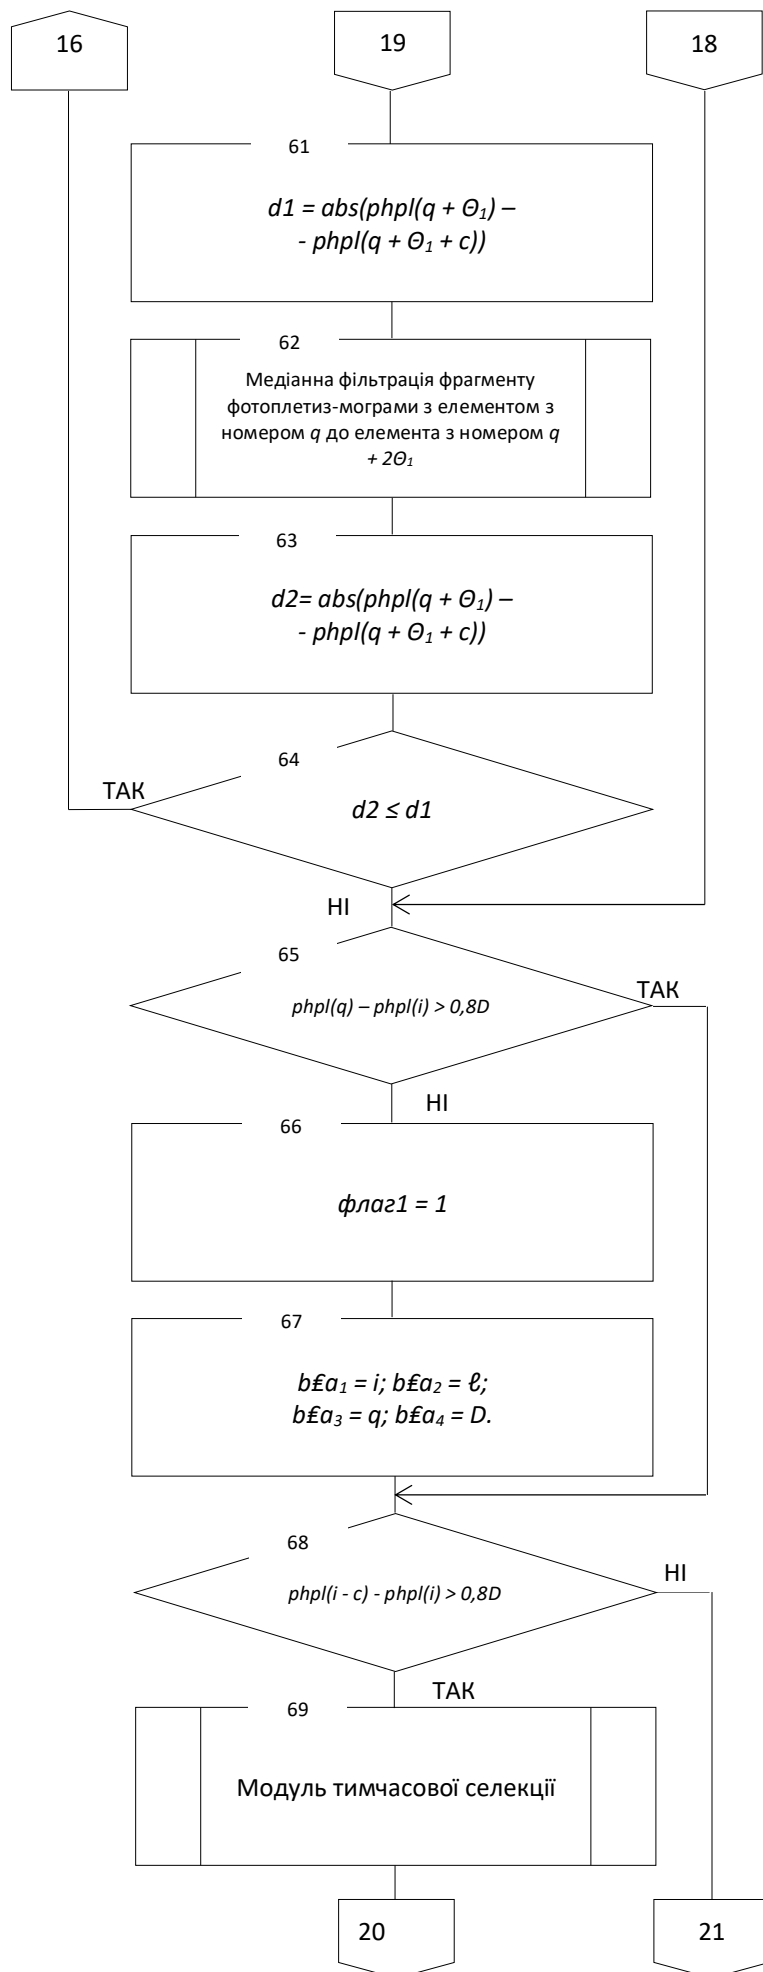 16
19
18
61
d1 = abs(phpl(q + Θ₁) –
- phpl(q + Θ₁ + c))
62
Медіанна фільтрація фрагменту
фотоплетиз-мограми з елементом з
номером q до елемента з номером q
+ 2Θ₁
63
d2= abs(phpl(q + Θ₁) –
- phpl(q + Θ₁ + c))
64
ТАК
d2 ≤ d1
НІ
65
ТАК
phpl(q) – phpl(i) > 0,8D
НІ
66
флаг1 = 1
67
b₤a₁ = i; b₤a₂ = ℓ;
b₤a₃ = q; b₤a₄ = D.
68
НІ
phpl(i - c) - phpl(i) > 0,8D
ТАК
69
Модуль тимчасової селекції
20
21